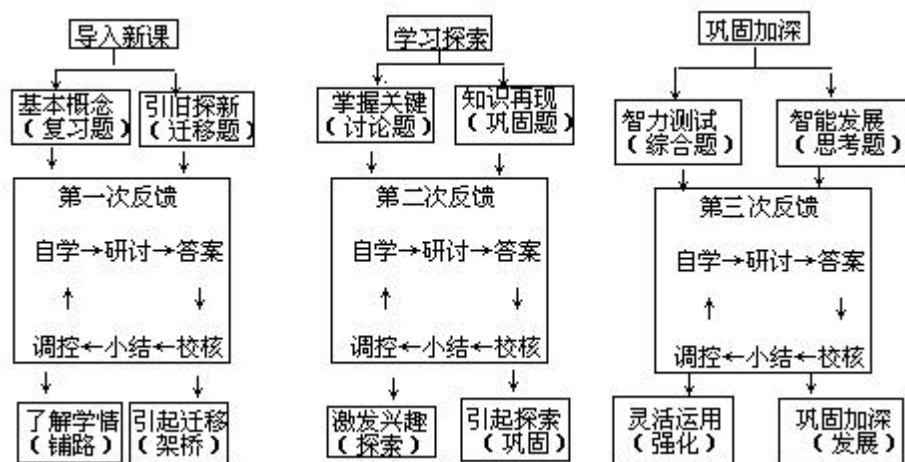 导入新课
基本概念
（复习题）
引旧探新
（迁移题）
第一次反馈
自学→研讨→答案
↑ ↓
调控←小结←校核
了解学情
（铺路）
引起迁移
（架桥）
学习探索
掌握关键
（讨论题）
知识再现
（巩固题）
第二次反馈
自学→研讨→答案
↑ ↓
调控←小结←校核
激发兴趣
（探索）
引起探索
（巩固）
巩固加深
智力测试
（综合题）
智能发展
（思考题）
第三次反馈
自学→研讨→答案
↑ ↓
调控←小结←校核
灵活运用
（强化）
巩固加深
（发展）